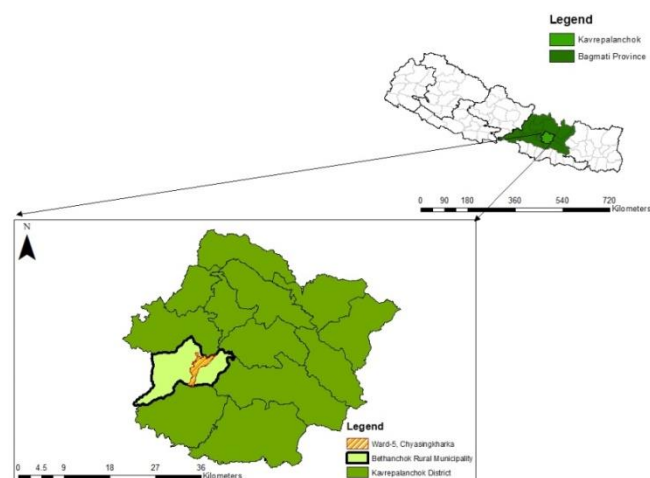 Legend
Kavrepalanchok
Bagmati Province
0 90 180 360 540 720
Kilometers
N
Legend
Ward-5, Chyasingkharka
Bethanchok Rural Municipality
Kavrepalanchok District
0 4.5 9 18 27 36
Kilometers